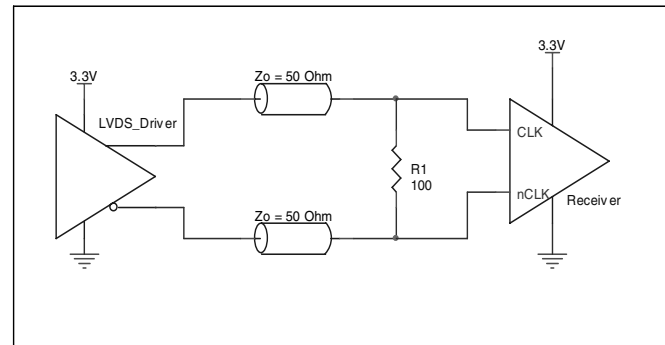 3.3V
LVDS_Driver
Zo = 50 Ohm
Zo = 50 Ohm
R1
100
3.3V
CLK
nCLK
Receiver